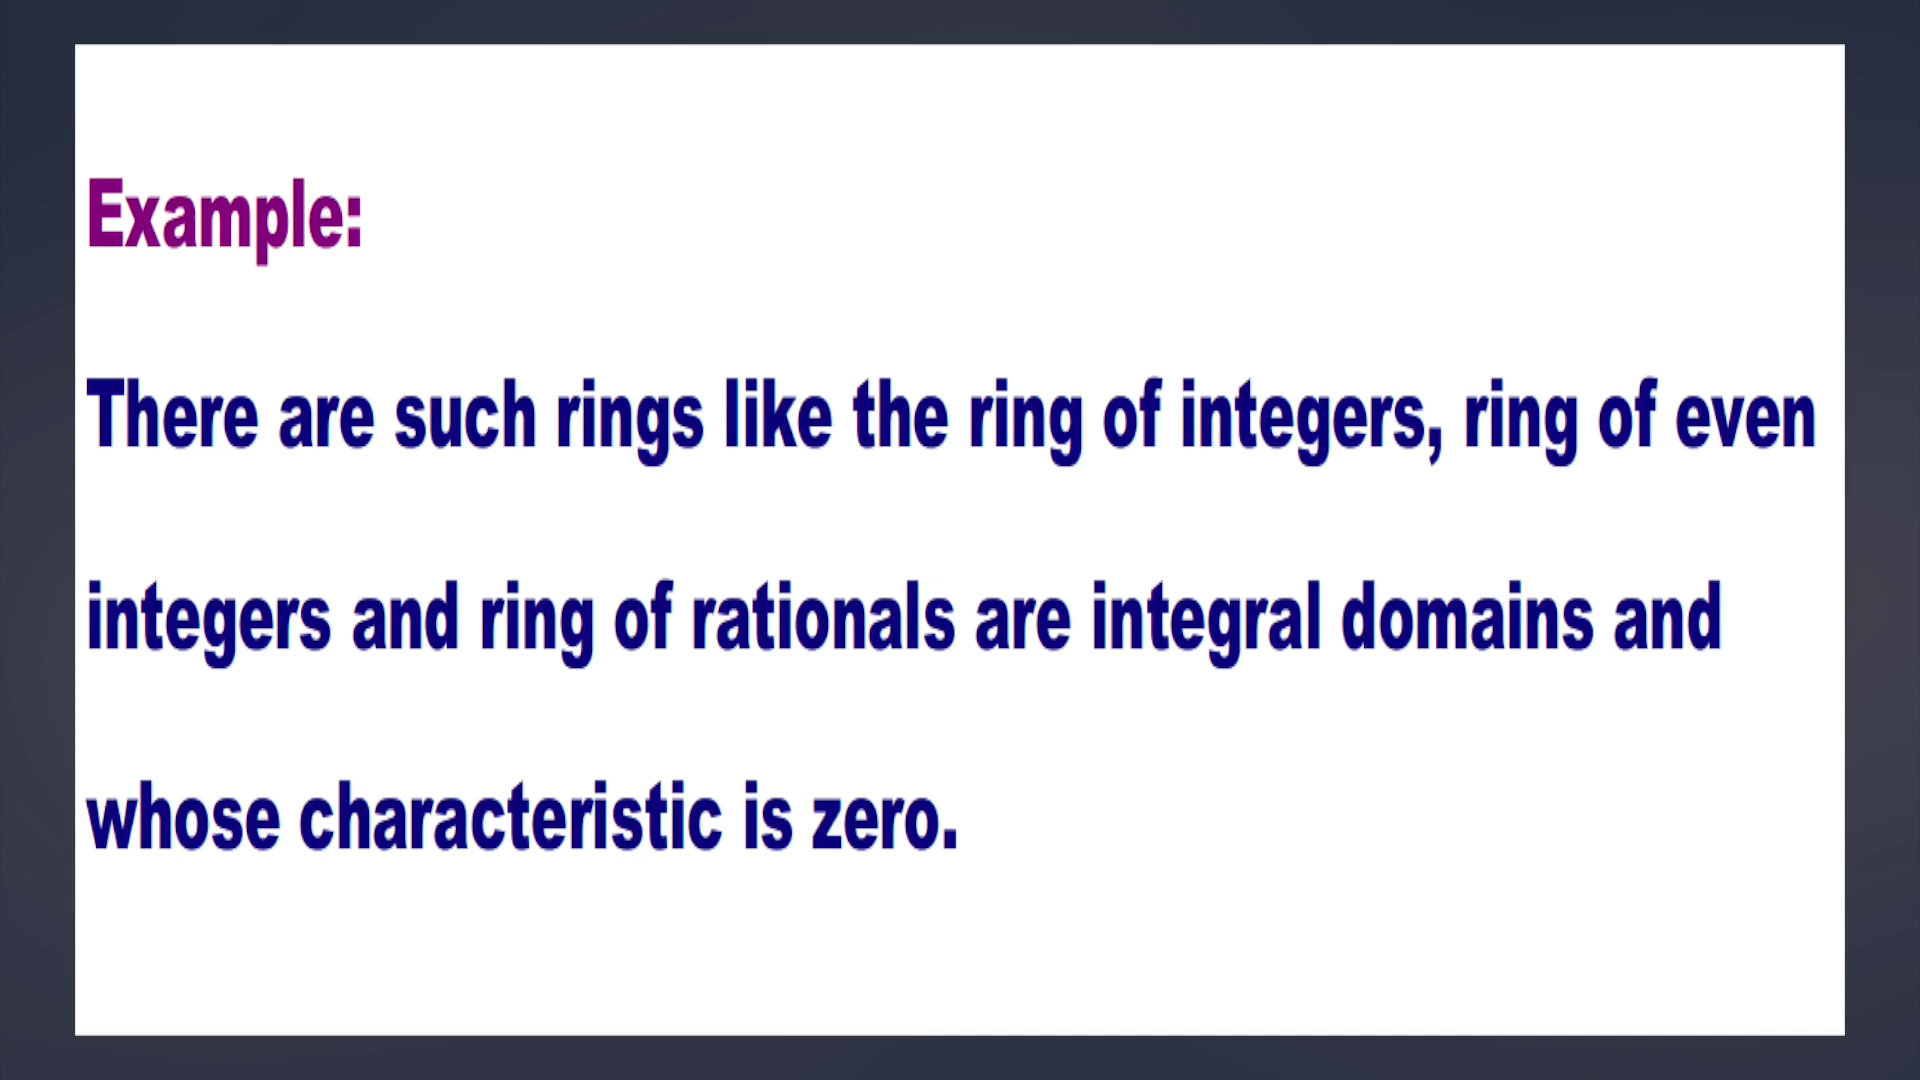 Example:
There are such rings like the ring of integers, ring of even
integers and ring of rationals are integral domains and
whose characteristic is zero.